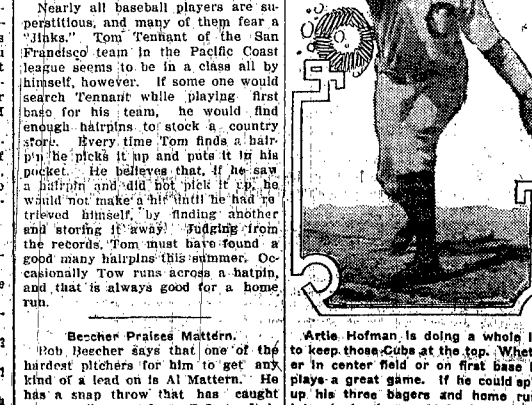 Nearly all baseball players are su-
perstitious, and many of them fear a
"Jinks." Tom Tennant of the San
Francisco team in the Pacific Coast
league seems to be in a class all by
himself, however. If some one would
search Tennant while playing first
base for his team, he would find
enough hairpins to stock a country
store. Every time Tom finds a hair-
pin he picks it up and puts it in his
pocket. He believes that, if he saw
a hairpin and did not pick it up, he
would not make a hit until he had re-
trieved himself, by finding another
and storing it away. Judging from
the records, Tom must have found a
good many hairpins this summer. Oc-
casionally Tow runs across a hatpin,
and that is always good for a home
run.
Beecher Praises Mattern.
Bob Beecher says that one of the
hardest pitchers for him to get any
kind of a lead on is Al Mattern. He
has a snap throw that has caught
Artie Hofman is doing a whole
to keep those Cubs at the top. Whe
er in center field or on first base
plays a great game. If he could
up his three bagers and home